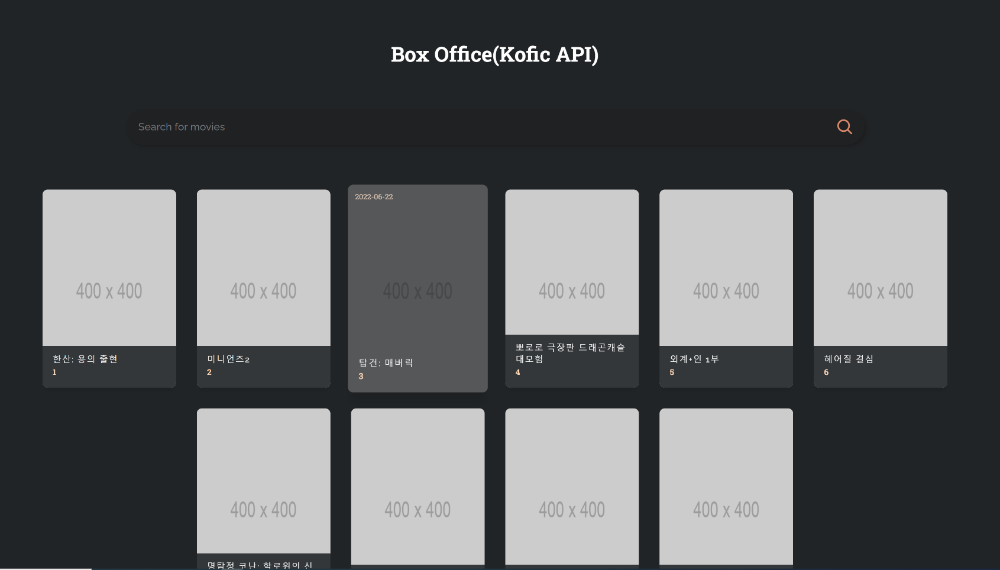 Box Office(Kofic API)
Search for movies
400 x 400
한산: 용의 출현
1
400 x 400
미니언즈2
2
2022-06-22
400 x 400
탑건: 매버릭
3
400 x 400
뽀로로 극장판 드래곤캐슬
대모험
4
400 x 400
외계+인 1부
5
400 x 400
헤어질 결심
6
400 x 400
명탐정 코난: 할로윈의 신
400 x 400
400 x 400
400 x 400